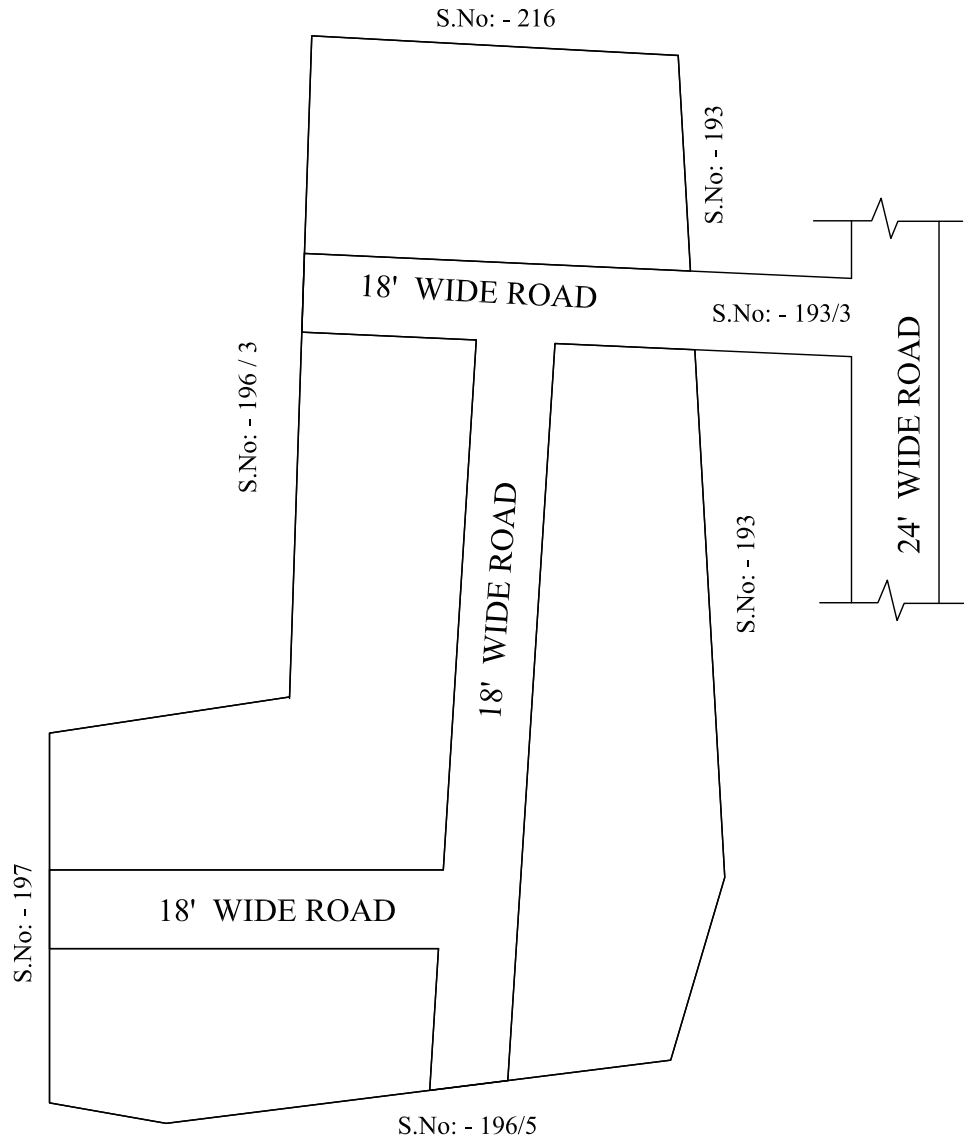 S.No: - 216
S.No: - 193
18'  WIDE ROAD
S.No: - 193/3
S.No: - 196 / 3
24'  WIDE ROAD
18'  WIDE ROAD
S.No: - 193
18'  WIDE ROAD
S.No: - 197
S.No: - 196/5